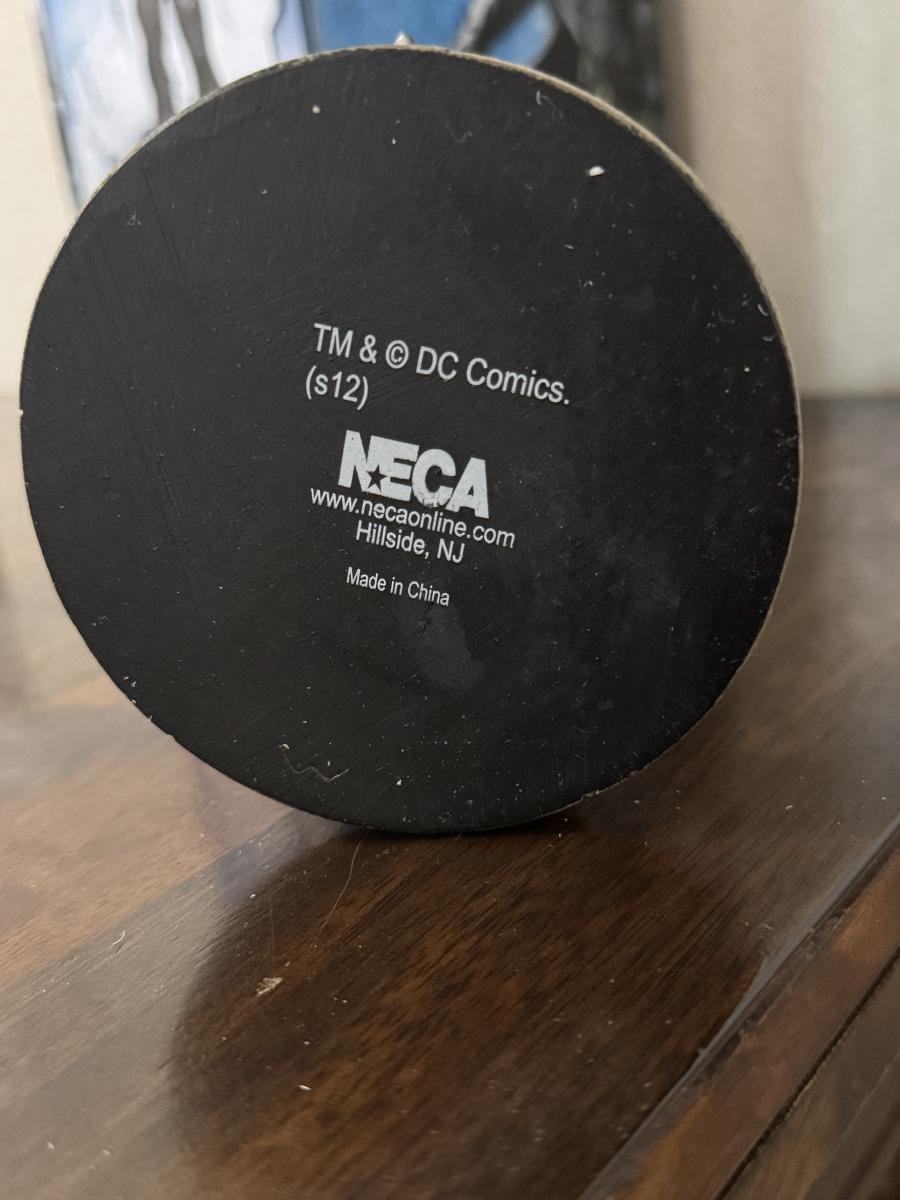 TM & © DC Comics.
(s12)
NECA
www.necaonline.com
Hillside, NJ
Made in China